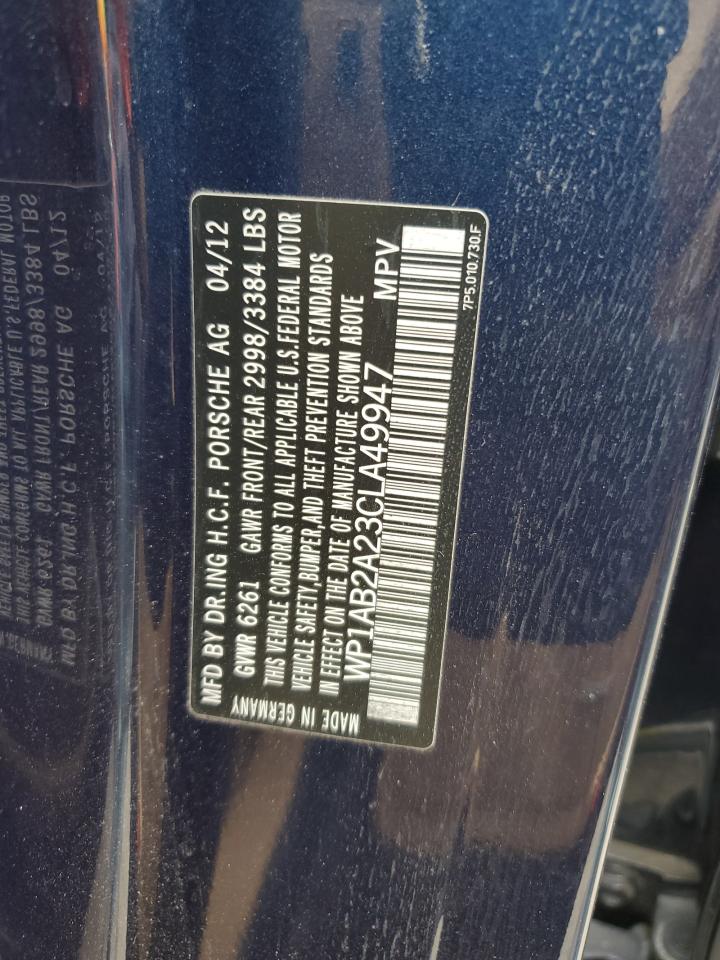 MFD BY DR.ING H.C.F. PORSCHE AG 04/12
GVWR 6261 GAWR FRONT/REAR 2998/3384 LBS
THIS VEHICLE CONFORMS TO ALL APPLICABLE U.S.FEDERAL MOTOR
VEHICLE SAFETY,BUMPER,AND THEFT PREVENTION STANDARDS
IN EFFECT ON THE DATE OF MANUFACTURE SHOWN ABOVE
WP1AB2A23CLA49947 MPV
MADE IN GERMANY
7P5.010.730.F